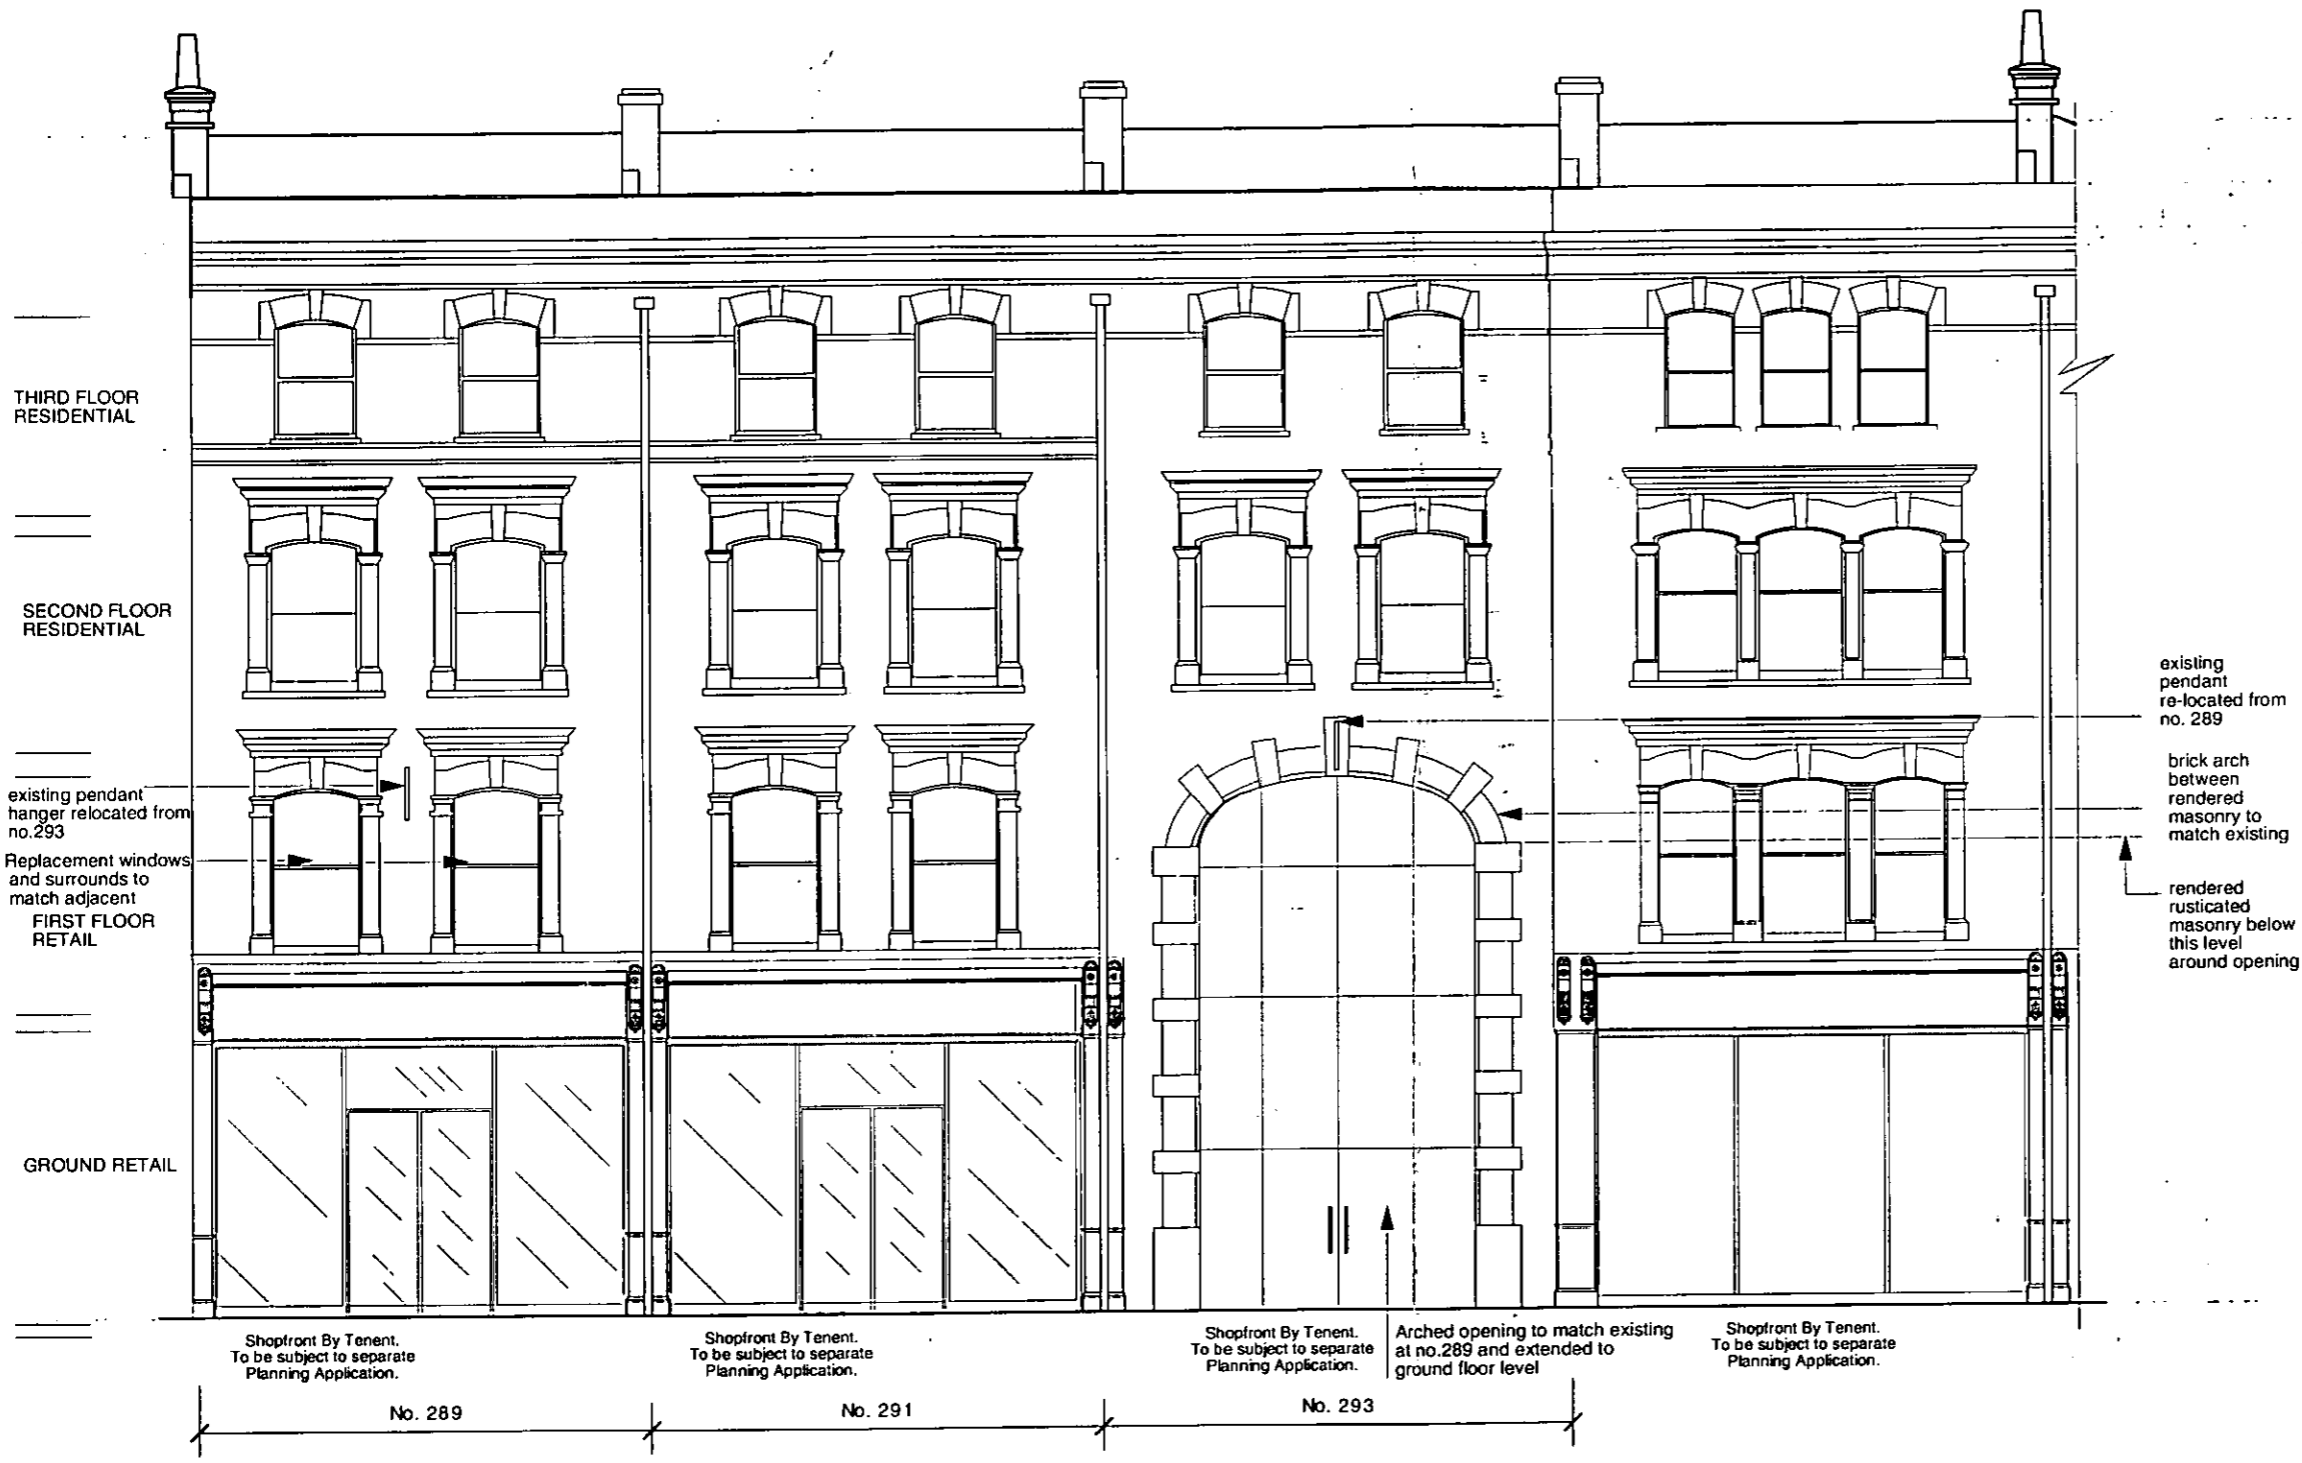 THIRD FLOOR
RESIDENTIAL
SECOND FLOOR
RESIDENTIAL
existing pendant
hanger relocated from
no.293
Replacement windows
and surrounds to
match adjacent
FIRST FLOOR
RETAIL
GROUND RETAIL
existing
pendant
re-located from
no. 289
brick arch
between
rendered
masonry to
match existing
rendered
rusticated
masonry below
this level
around opening
Shopfront By Tenent.
To be subject to separate
Planning Application.
Shopfront By Tenent.
To be subject to separate
Planning Application.
Shopfront By Tenent.
To be subject to separate
Planning Application.
Arched opening to match existing
at no.289 and extended to
ground floor level
Shopfront By Tenent.
To be subject to separate
Planning Application.
No. 289
No. 291
No. 293